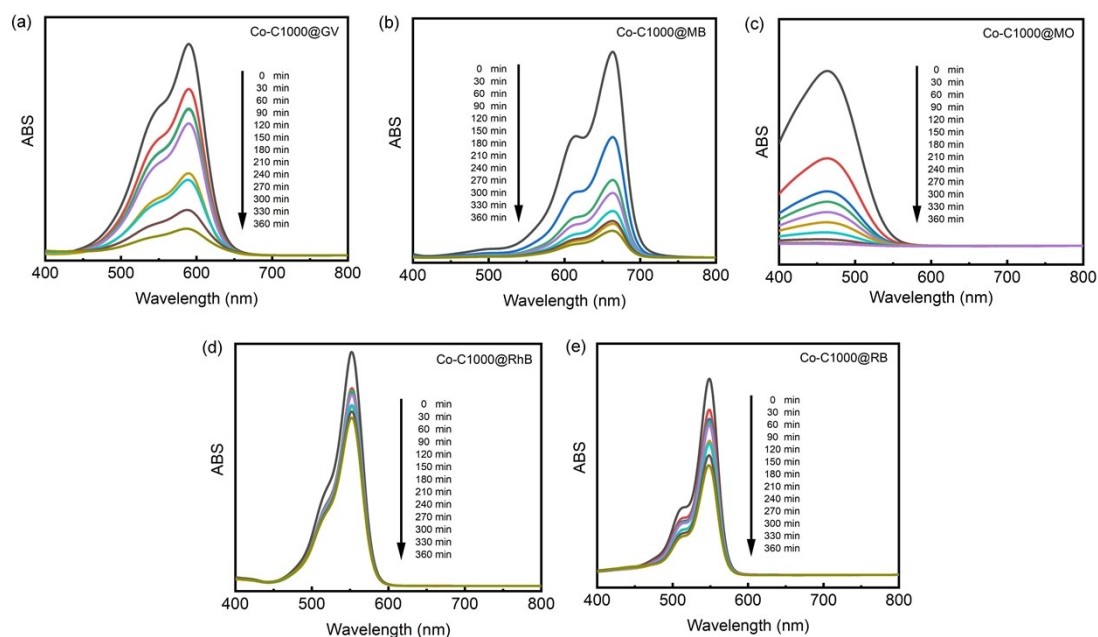 (a)
Co-C1000@GV
0 min
30 min
60 min
90 min
120 min
150 min
180 min
210 min
240 min
270 min
300 min
330 min
360 min
ABS
400 500 600 700 800
Wavelength (nm)
(b)
Co-C1000@MB
0 min
30 min
60 min
90 min
120 min
150 min
180 min
210 min
240 min
270 min
300 min
330 min
360 min
ABS
400 500 600 700 800
Wavelength (nm)
(c)
Co-C1000@MO
0 min
30 min
60 min
90 min
120 min
150 min
180 min
210 min
240 min
270 min
300 min
330 min
360 min
ABS
400 500 600 700 800
Wavelength (nm)
(d)
Co-C1000@RhB
0 min
30 min
60 min
90 min
120 min
150 min
180 min
210 min
240 min
270 min
300 min
330 min
360 min
ABS
400 500 600 700 800
Wavelength (nm)
(e)
Co-C1000@RB
0 min
30 min
60 min
90 min
120 min
150 min
180 min
210 min
240 min
270 min
300 min
330 min
360 min
ABS
400 500 600 700 800
Wavelength (nm)